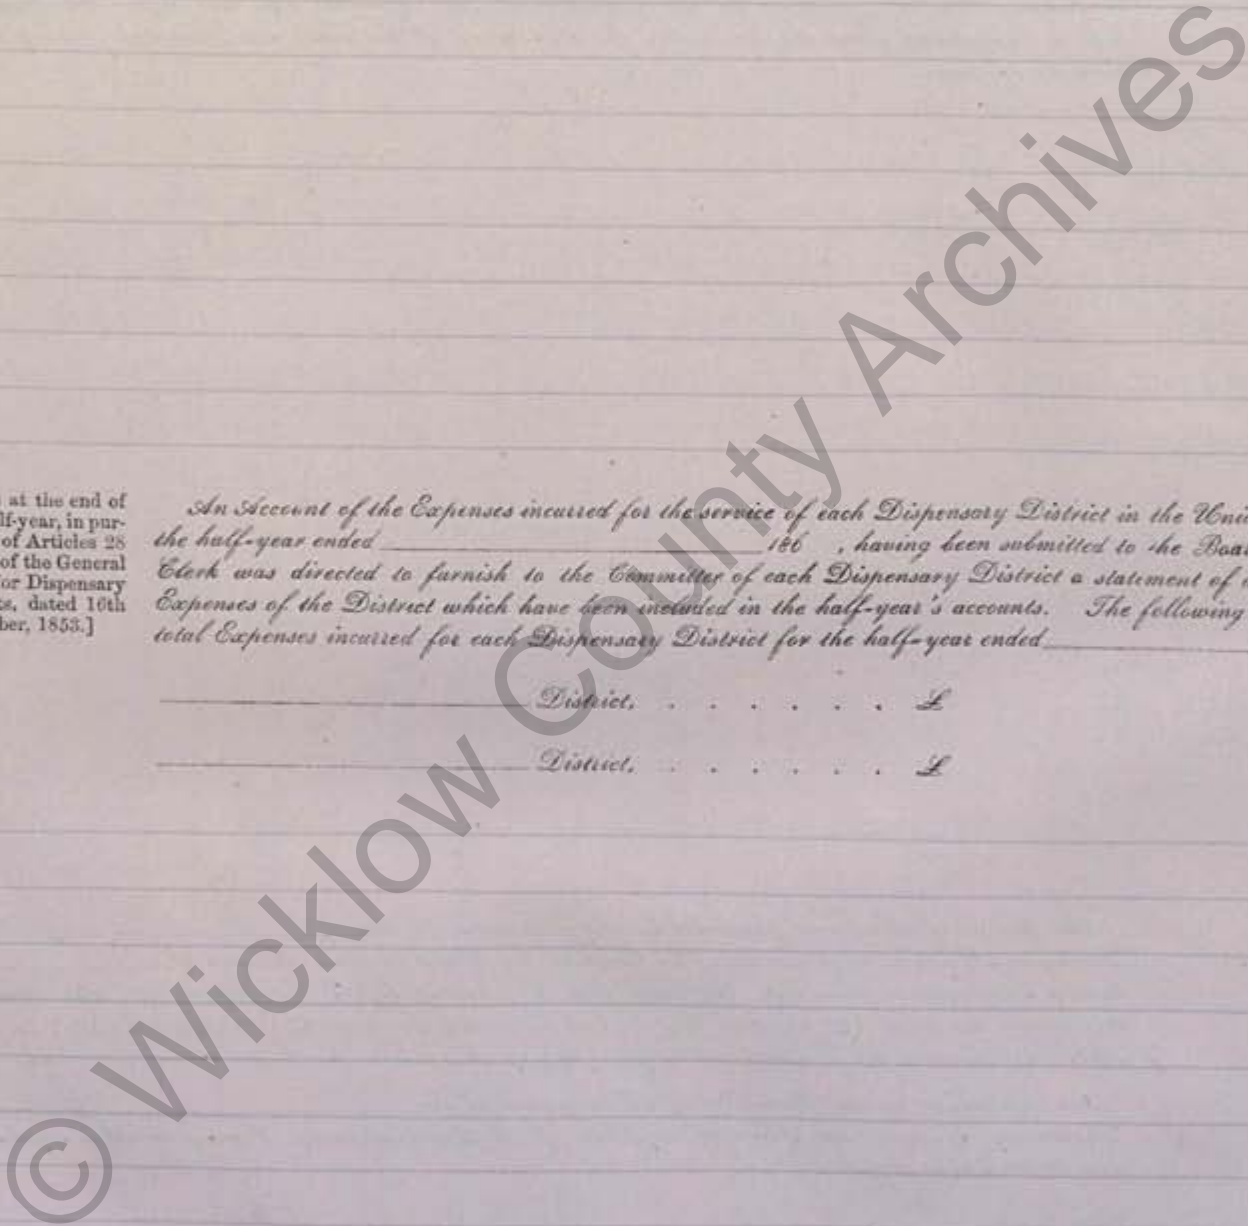 at the end of
lf-year, in pur-
of Articles 28
of the General
or Dispensary
s, dated 16th
ber, 1853.]
An Account of the Expenses incurred for the service of each Dispensary District in the Unio
the half-year ended 186 , having been submitted to the Boar
Clerk was directed to furnish to the Committee of each Dispensary District a statement of
Expenses of the District which have been included in the half-year's accounts. The following
total Expenses incurred for each Dispensary District for the half-year ended
District, . . . . . . £
District, . . . . . . £
© Wicklow County Archives